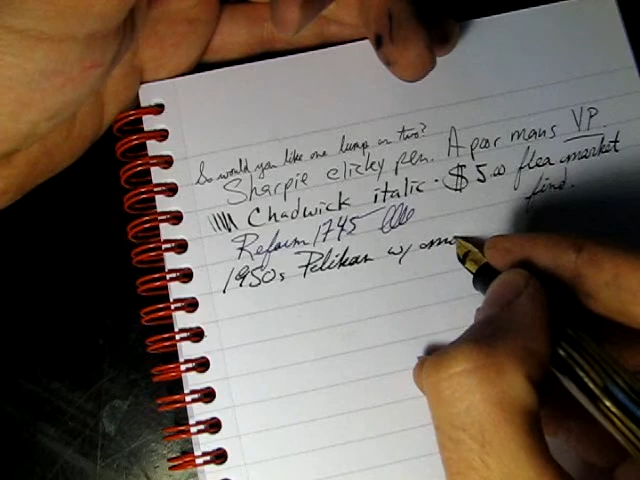 So would you like one lump or two?
Sharpie clicky pen. A poor mans VP.
Chadwick italic. $5.00 flea market
find.
Reform 1745
1950s Pelikan w/